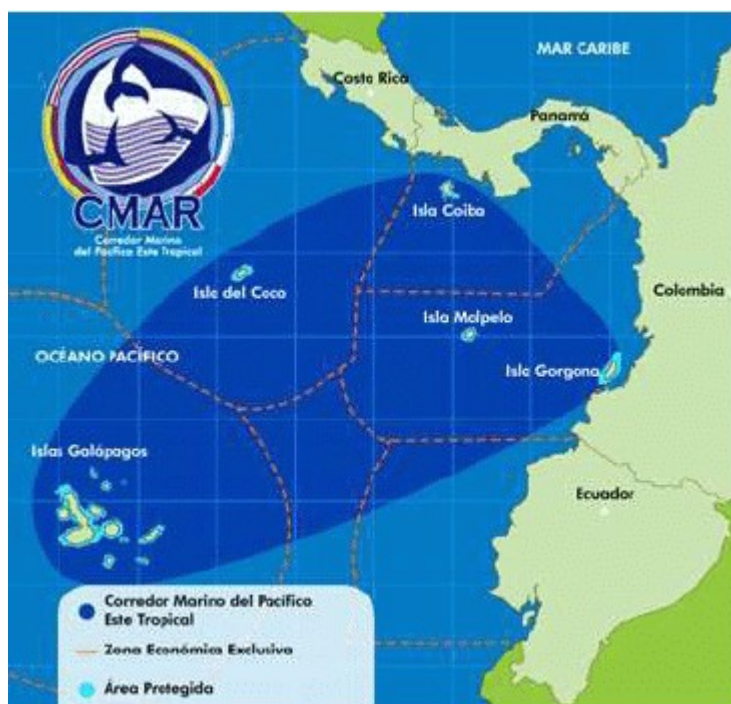 MAR CARIBE
Costa Rica
Panamá
CMAR
Corredor Marino
del Pacífico Este Tropical
Isla Coiba
Isla del Coco
Colombia
Isla Malpelo
OCÉANO PACÍFICO
Isla Gorgona
Islas Galápagos
Ecuador
Corredor Marino del Pacífico
Este Tropical
Zona Económica Exclusiva
Área Protegida